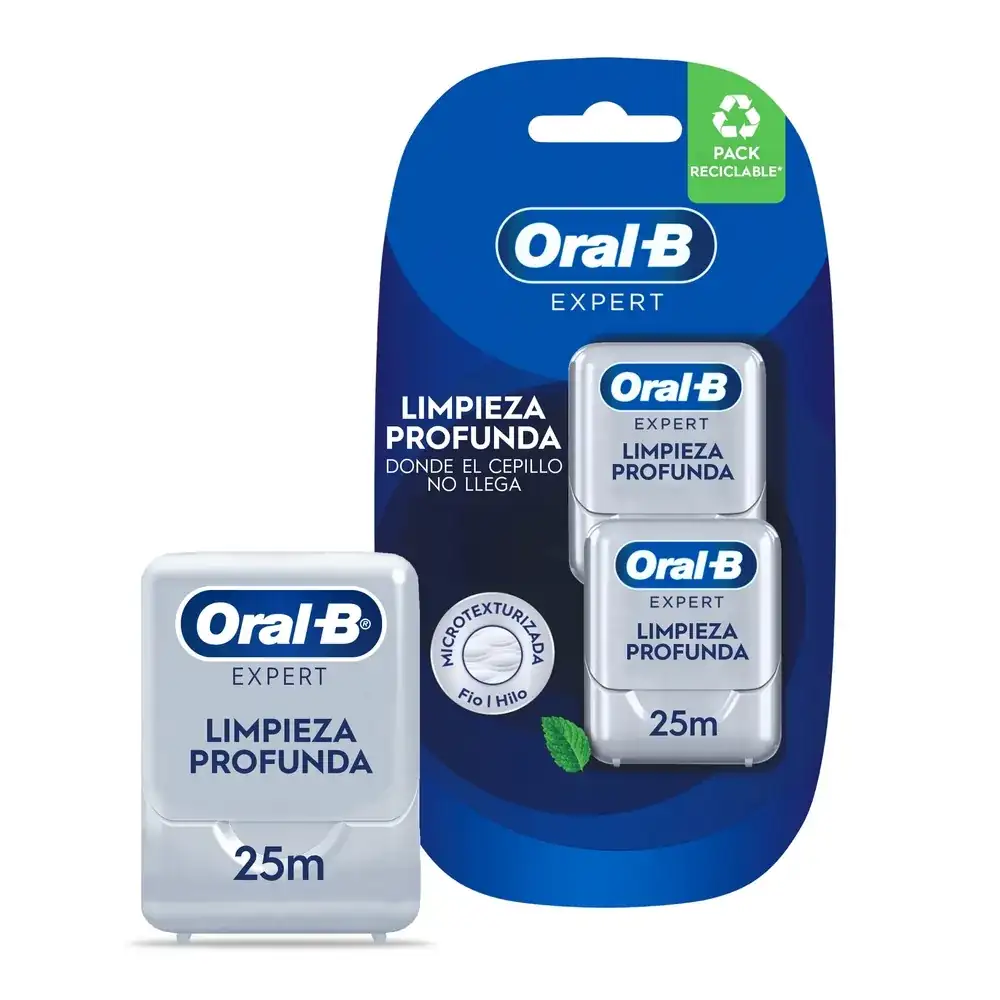 PACK
RECICLABLE*
Oral-B
EXPERT
LIMPIEZA
PROFUNDA
DONDE EL CEPILLO
NO LLEGA
Oral-B
EXPERT
LIMPIEZA
PROFUNDA
Oral-B
EXPERT
LIMPIEZA
PROFUNDA
25m
MICROTEXTURIZADA
Fio | Hilo
Oral-B®
EXPERT
LIMPIEZA
PROFUNDA
25m